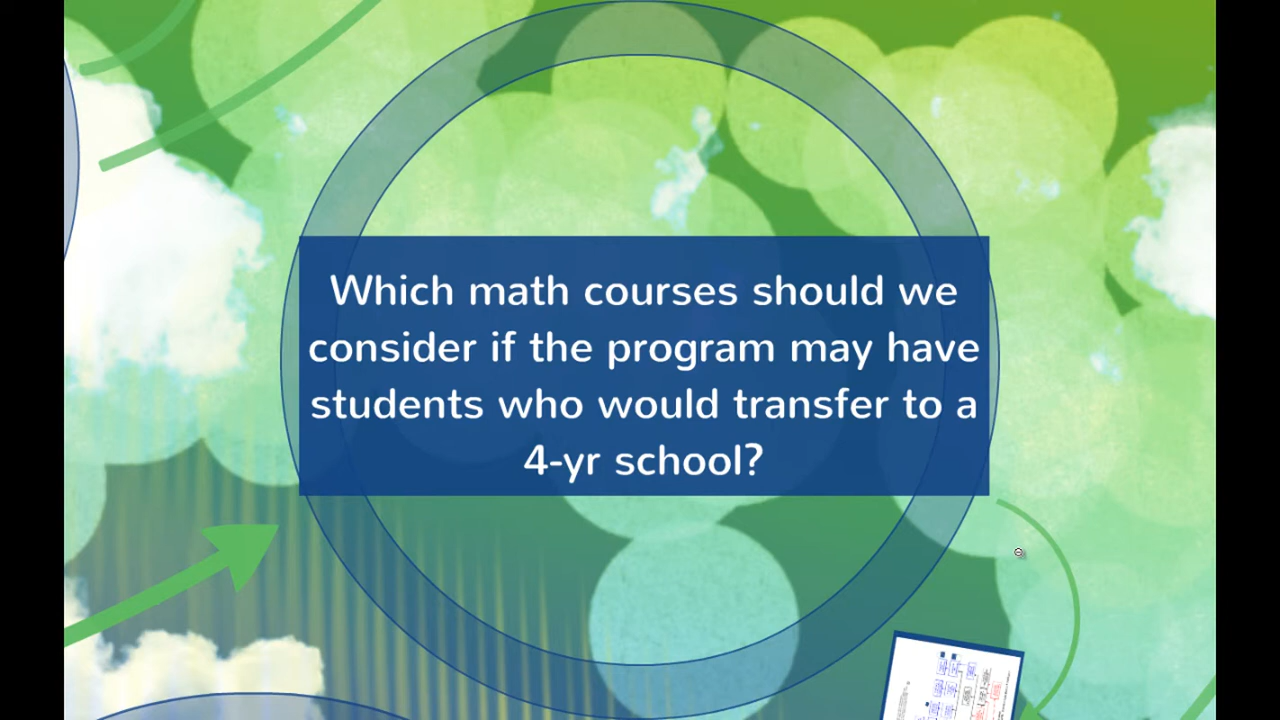 Which math courses should we
consider if the program may have
students who would transfer to a
4-yr school?